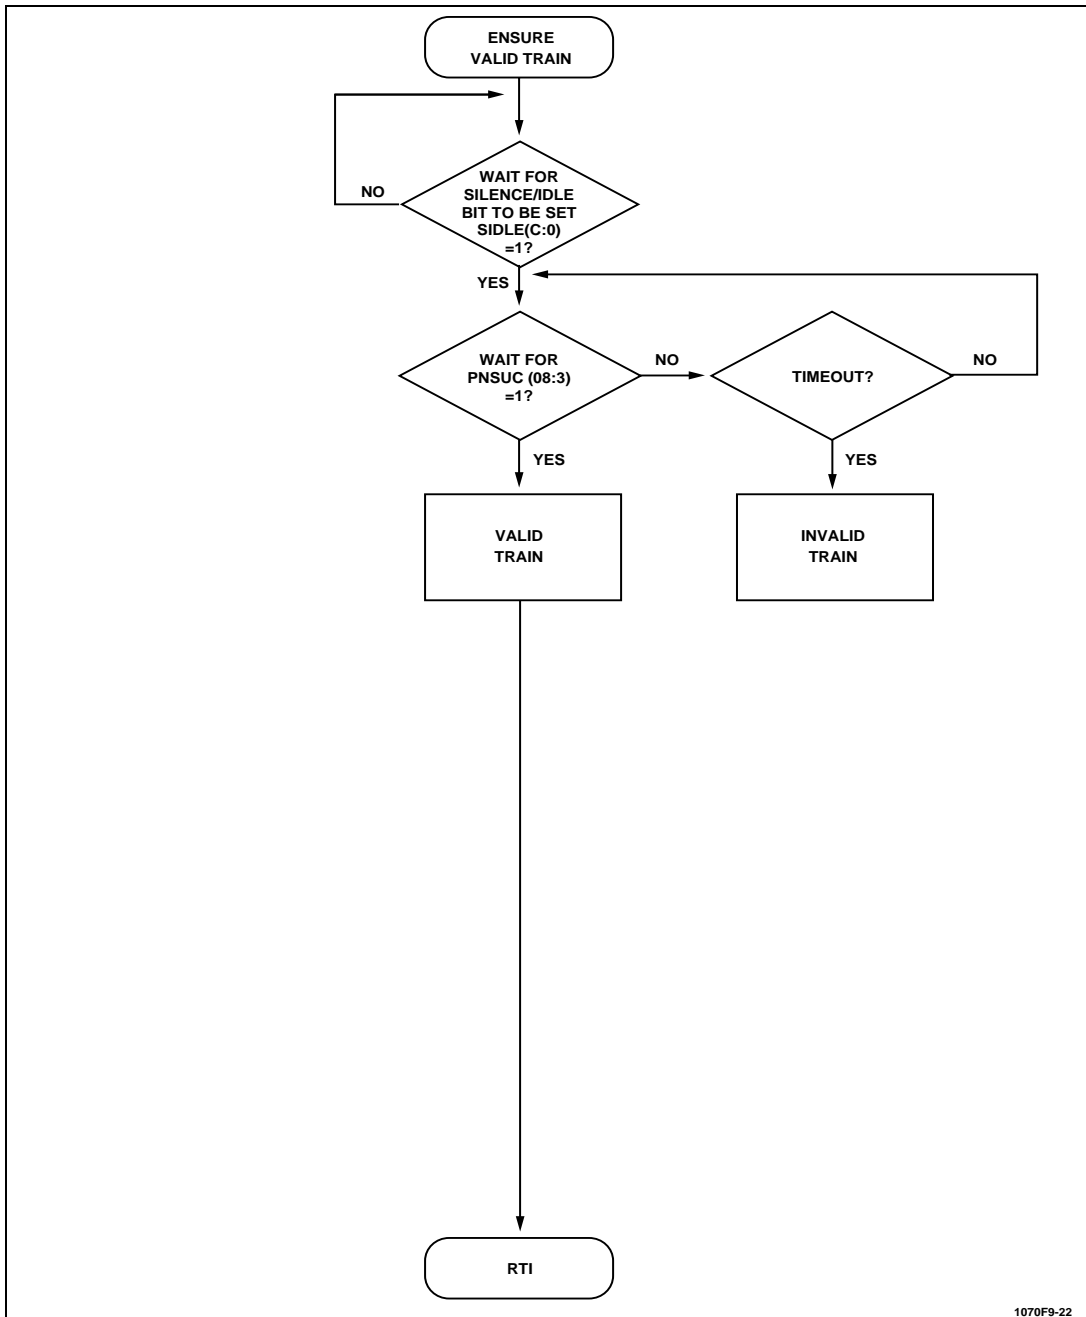 ENSURE
VALID TRAIN
WAIT FOR
SILENCE/IDLE
BIT TO BE SET
SIDLE(C:0)
=1?
NO
YES
WAIT FOR
PNSUC (08:3)
=1?
NO
TIMEOUT?
NO
YES
YES
VALID
TRAIN
INVALID
TRAIN
RTI
1070F9-22